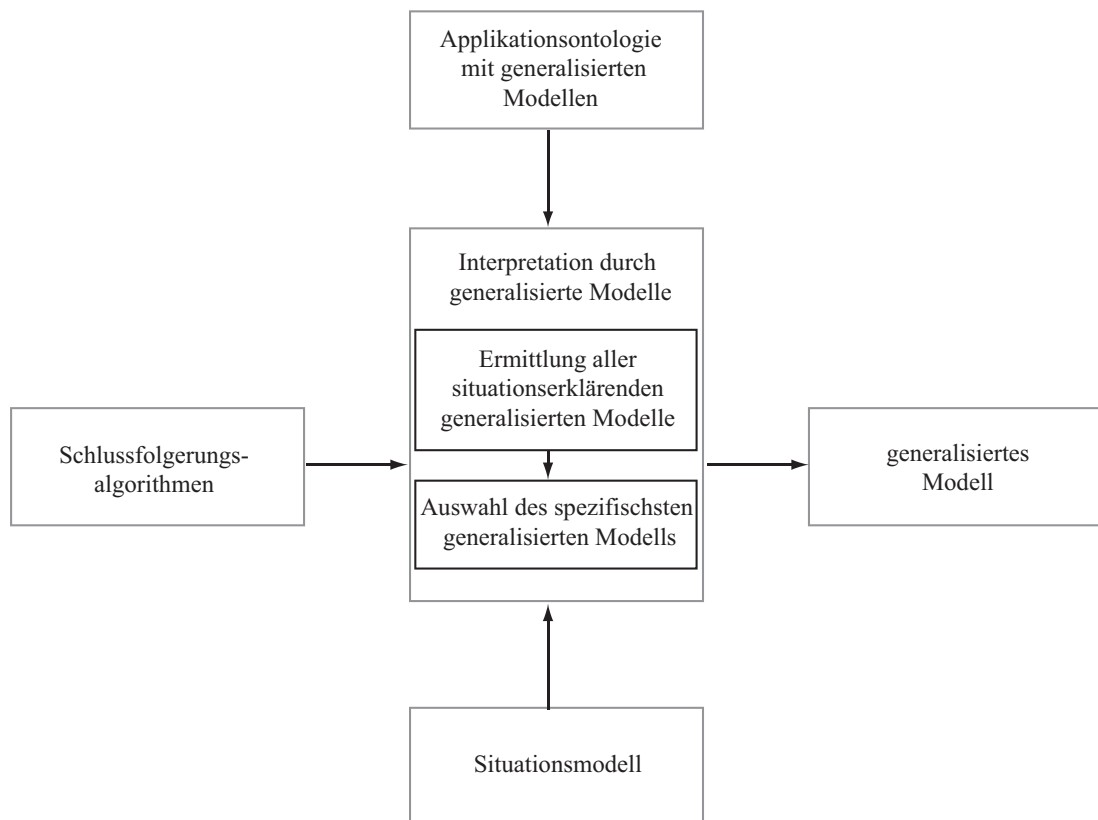 Applikationsontologie
mit generalisierten
Modellen
Interpretation durch
generalisierte Modelle
Ermittlung aller
situationserklärenden
generalisierten Modelle
Schlussfolgerungs-
algorithmen
generalisiertes
Modell
Auswahl des spezifischsten
generalisierten Modells
Situationsmodell